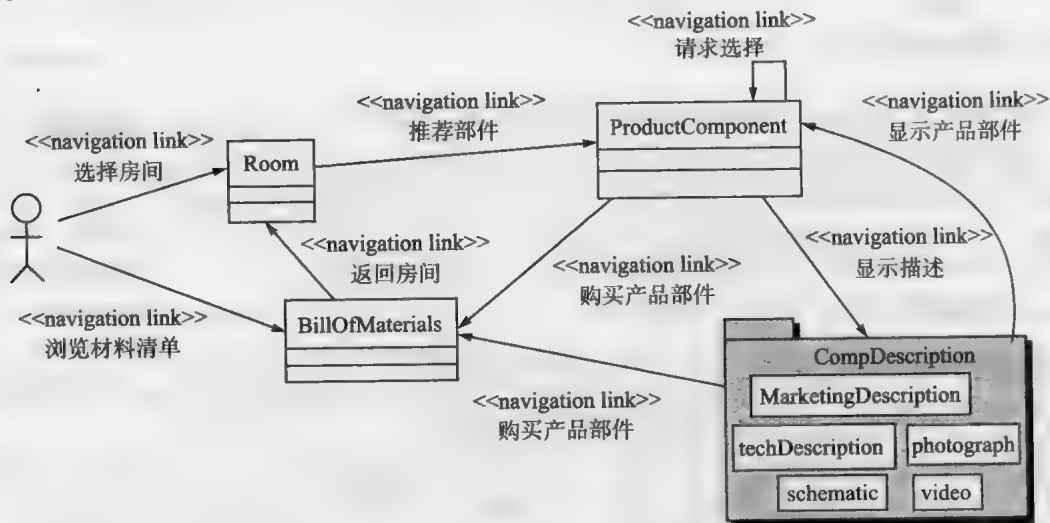 <<navigation link>>
请求选择
<<navigation link>>
显示产品部件
<<navigation link>>
推荐部件
ProductComponent
<<navigation link>>
选择房间
Room
<<navigation link>>
返回房间
<<navigation link>>
显示描述
<<navigation link>>
购买产品部件
<<navigation link>>
浏览材料清单
BillOfMaterials
CompDescription
MarketingDescription
<<navigation link>>
购买产品部件
techDescription
photograph
schematic
video